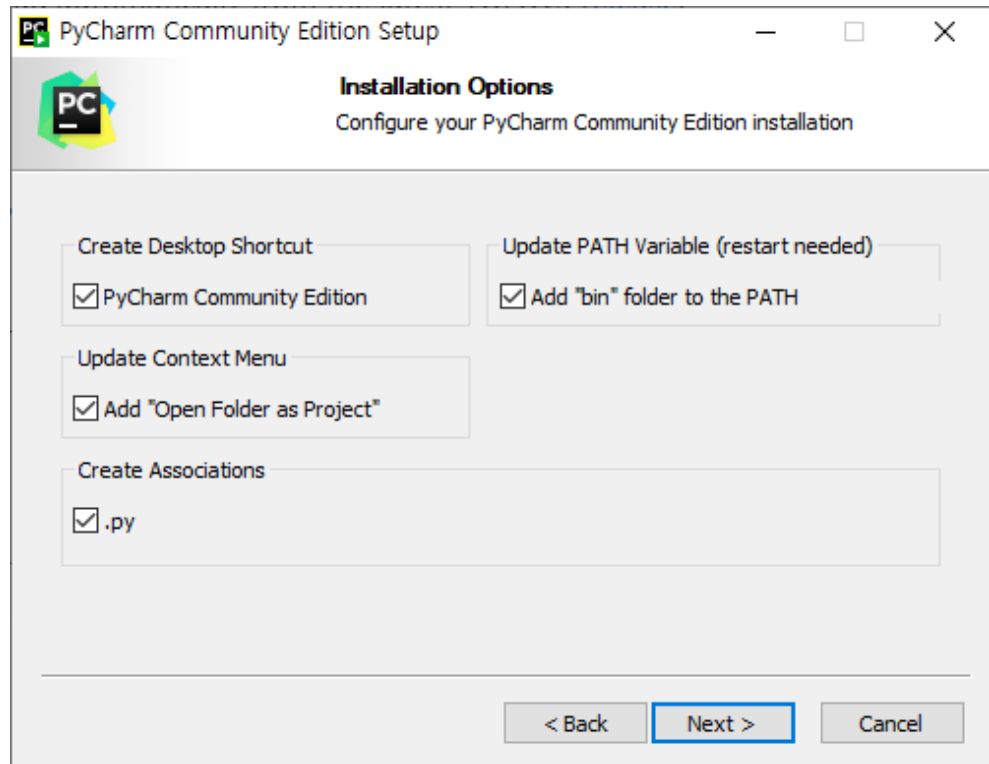 PyCharm Community Edition Setup
PC
Installation Options
Configure your PyCharm Community Edition installation
Create Desktop Shortcut
PyCharm Community Edition
Update PATH Variable (restart needed)
Add "bin" folder to the PATH
Update Context Menu
Add "Open Folder as Project"
Create Associations
.py
< Back
Next >
Cancel